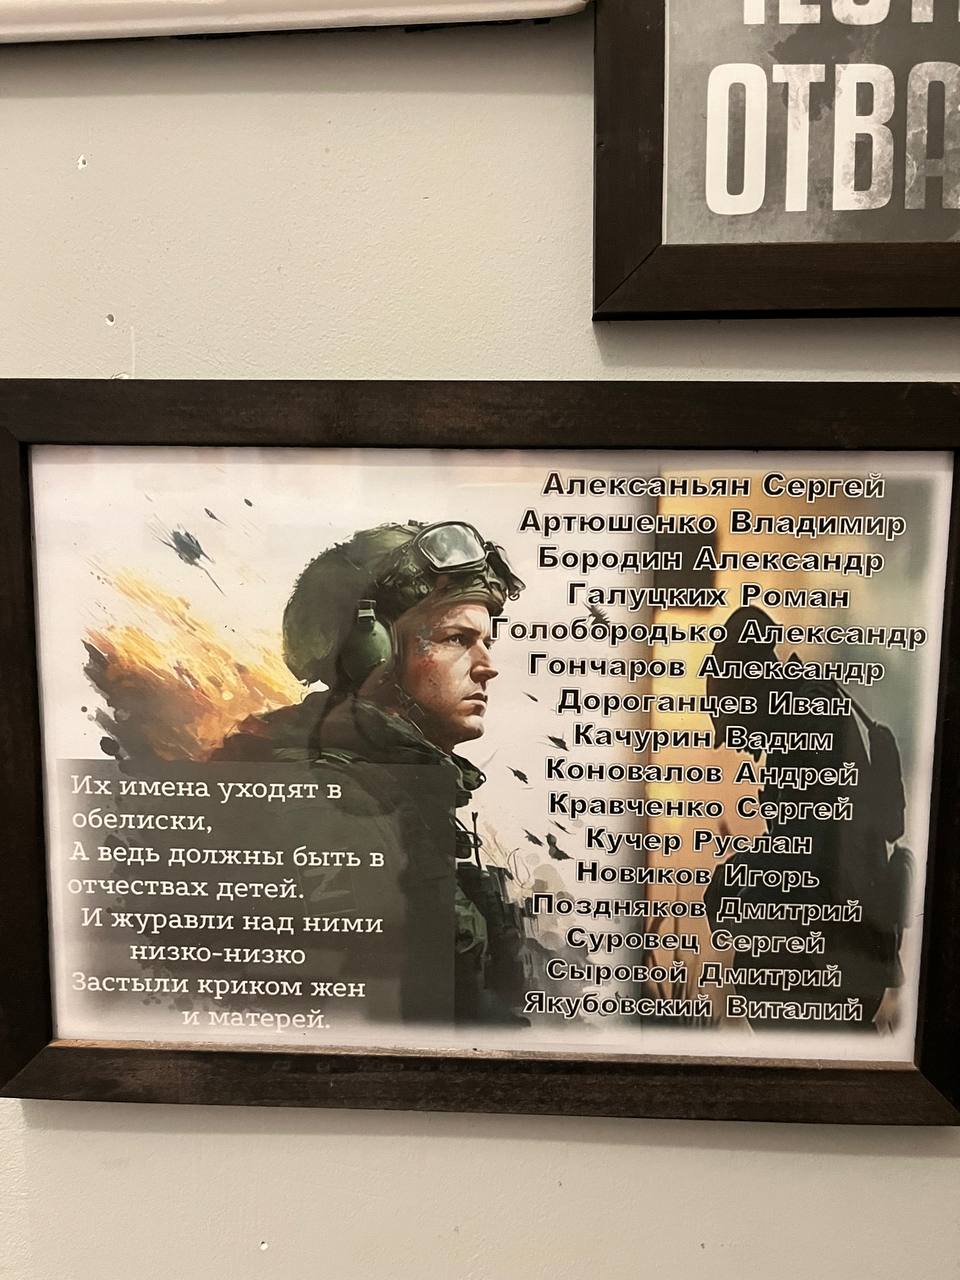 ОТВА
Алексаньян Сергей
Артюшенко Владимир
Бородин Александр
Галуцких Роман
Голобородько Александр
Гончаров Александр
Дороганцев Иван
Качурин Вадим
Коновалов Андрей
Кравченко Сергей
Кучер Руслан
Новиков Игорь
Поздняков Дмитрий
Суровец Сергей
Сыровой Дмитрий
Якубовский Виталий
Их имена уходят в
обелиски,
А ведь должны быть в
отчествах детей.
И журавли над ними
низко-низко
Застыли криком жен
и матерей.